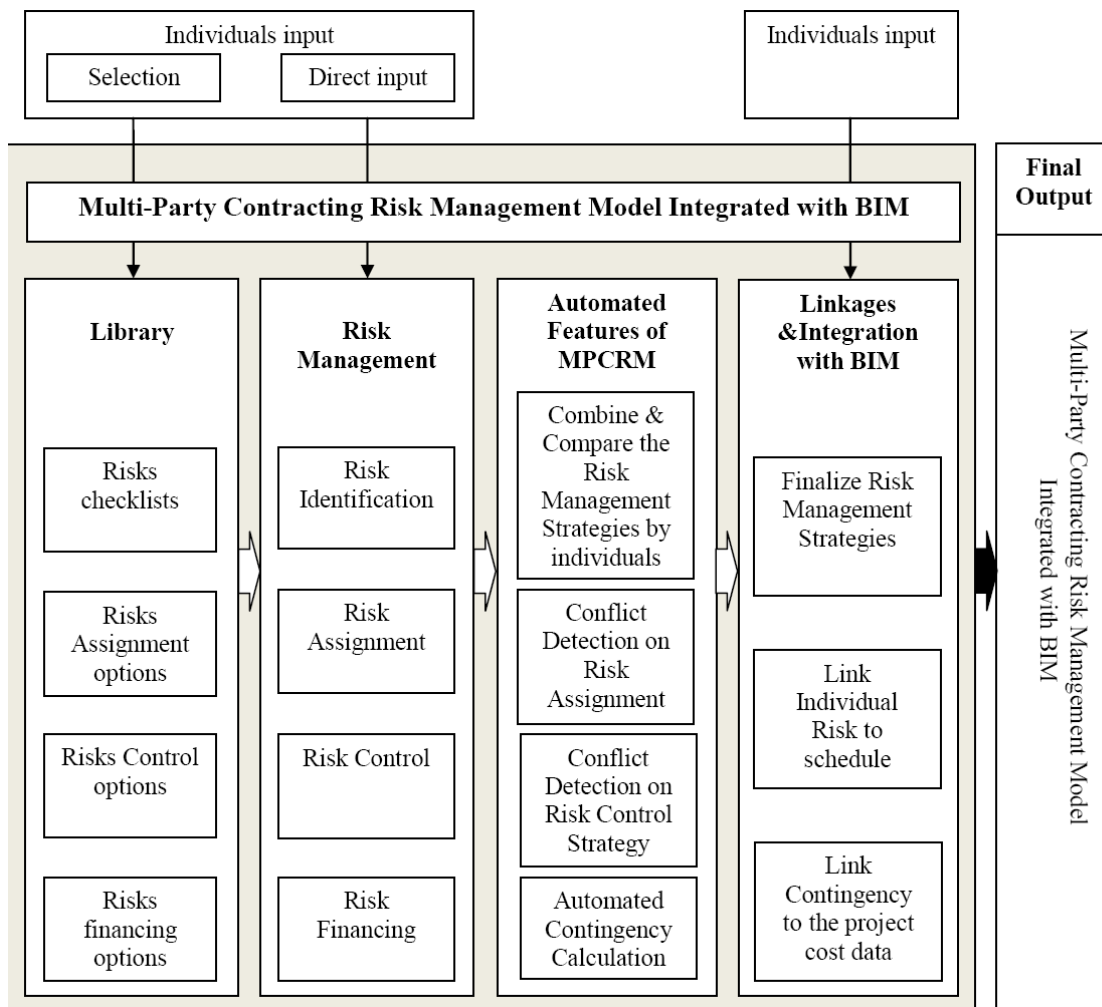 Individuals input
Selection
Direct input
Individuals input
Multi-Party Contracting Risk Management Model Integrated with BIM
Final
Output
Library
Risks
checklists
Risks
Assignment
options
Risks Control
options
Risks
financing
options
Risk
Management
Risk
Identification
Risk
Assignment
Risk Control
Risk
Financing
Automated
Features of
MPCRM
Combine &
Compare the
Risk
Management
Strategies by
individuals
Conflict
Detection on
Risk
Assignment
Conflict
Detection on
Risk Control
Strategy
Automated
Contingency
Calculation
Linkages
&Integration
with BIM
Finalize Risk
Management
Strategies
Link
Individual
Risk to
schedule
Link
Contingency
to the project
cost data
Multi-Party Contracting Risk Management Model
Integrated with BIM